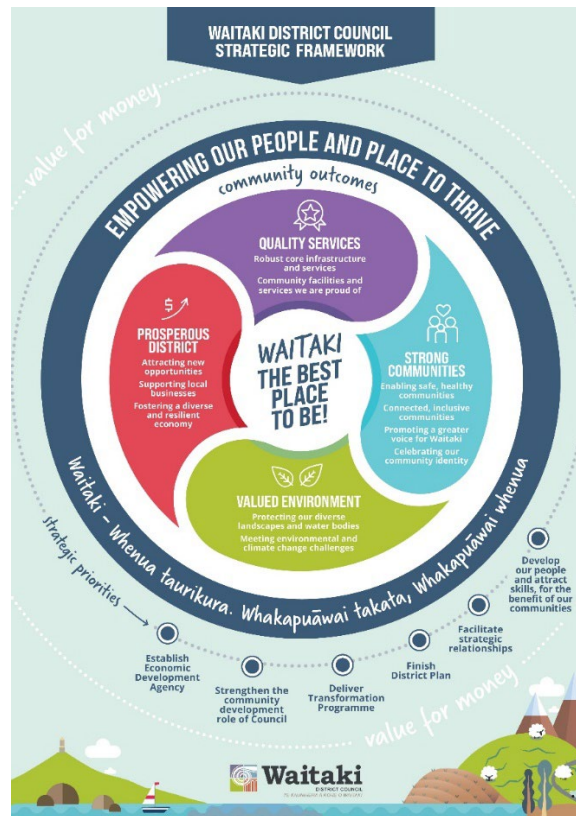 WAITAKI DISTRICT COUNCIL
STRATEGIC FRAMEWORK
value for money
EMPOWERING OUR PEOPLE AND PLACE TO THRIVE
community outcomes
QUALITY SERVICES
Robust core infrastructure
and services
Community facilities and
services we are proud of
PROSPEROUS
DISTRICT
Attracting new
opportunities
Supporting local
businesses
Fostering a diverse
and resilient
economy
WAITAKI
THE BEST
PLACE
TO BE!
STRONG
COMMUNITIES
Enabling safe, healthy
communities
Connected, inclusive
communities
Promoting a greater
voice for Waitaki
Celebrating our
community identity
VALUED ENVIRONMENT
Protecting our diverse
landscapes and water bodies
Meeting environmental and
climate change challenges
Waitaki – Whenua taurikura. Whakapuāwai takata, Whakapuāwai whenua
strategic priorities
Establish
Economic
Development
Agency
Strengthen the
community
development
role of Council
Deliver
Transformation
Programme
Finish
District Plan
Facilitate
strategic
relationships
Develop
our people
and attract
skills, for the
benefit of our
communities
value for money
Waitaki
DISTRICT COUNCIL